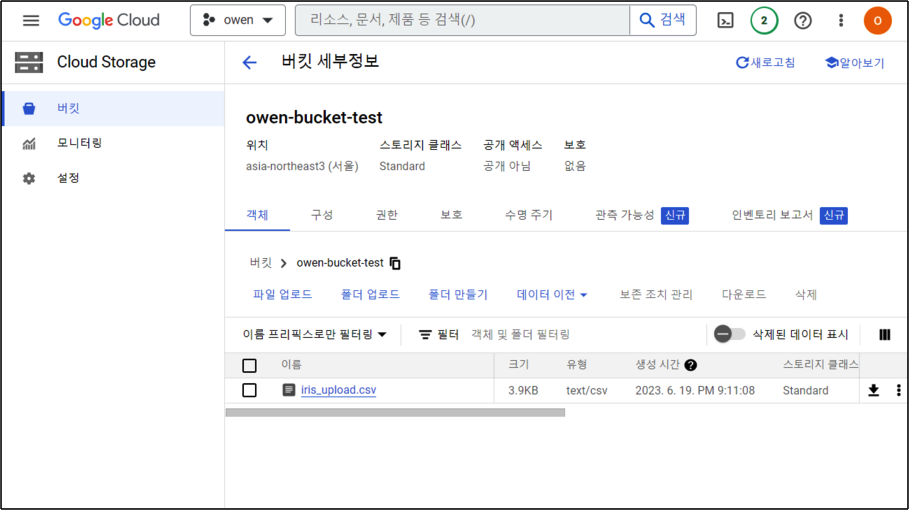 Google Cloud
owen
리소스, 문서, 제품 등 검색(/)
검색
2
O
Cloud Storage
버킷 세부정보
새로고침
알아보기
버킷
모니터링
설정
owen-bucket-test
위치 스토리지 클래스 공개 액세스 보호
asia-northeast3 (서울) Standard 공개 아님 없음
객체 구성 권한 보호 수명 주기 관측 가능성 신규 인벤토리 보고서 신규
버킷 owen-bucket-test
파일 업로드 폴더 업로드 폴더 만들기 데이터 이전 보존 조치 관리 다운로드 삭제
이름 프리픽스로만 필터링 필터 객체 및 폴더 필터링 삭제된 데이터 표시
이름 크기 유형 생성 시간 스토리지 클래스
iris_upload.csv 3.9KB text/csv 2023. 6. 19. PM 9:11:08 Standard